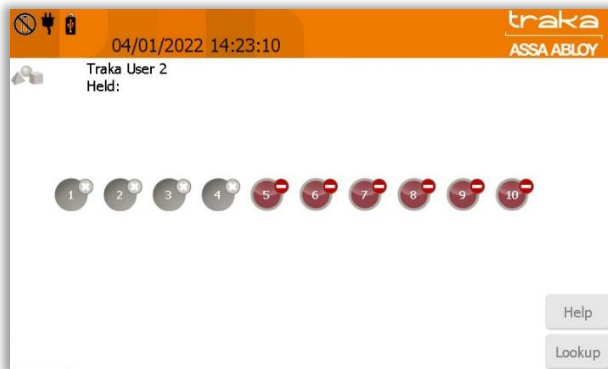 traka
04/01/2022 14:23:10
ASSA ABLOY
Traka User 2
Held:
1 2 3 4 5 6 7 8 9 10
Help
Lookup